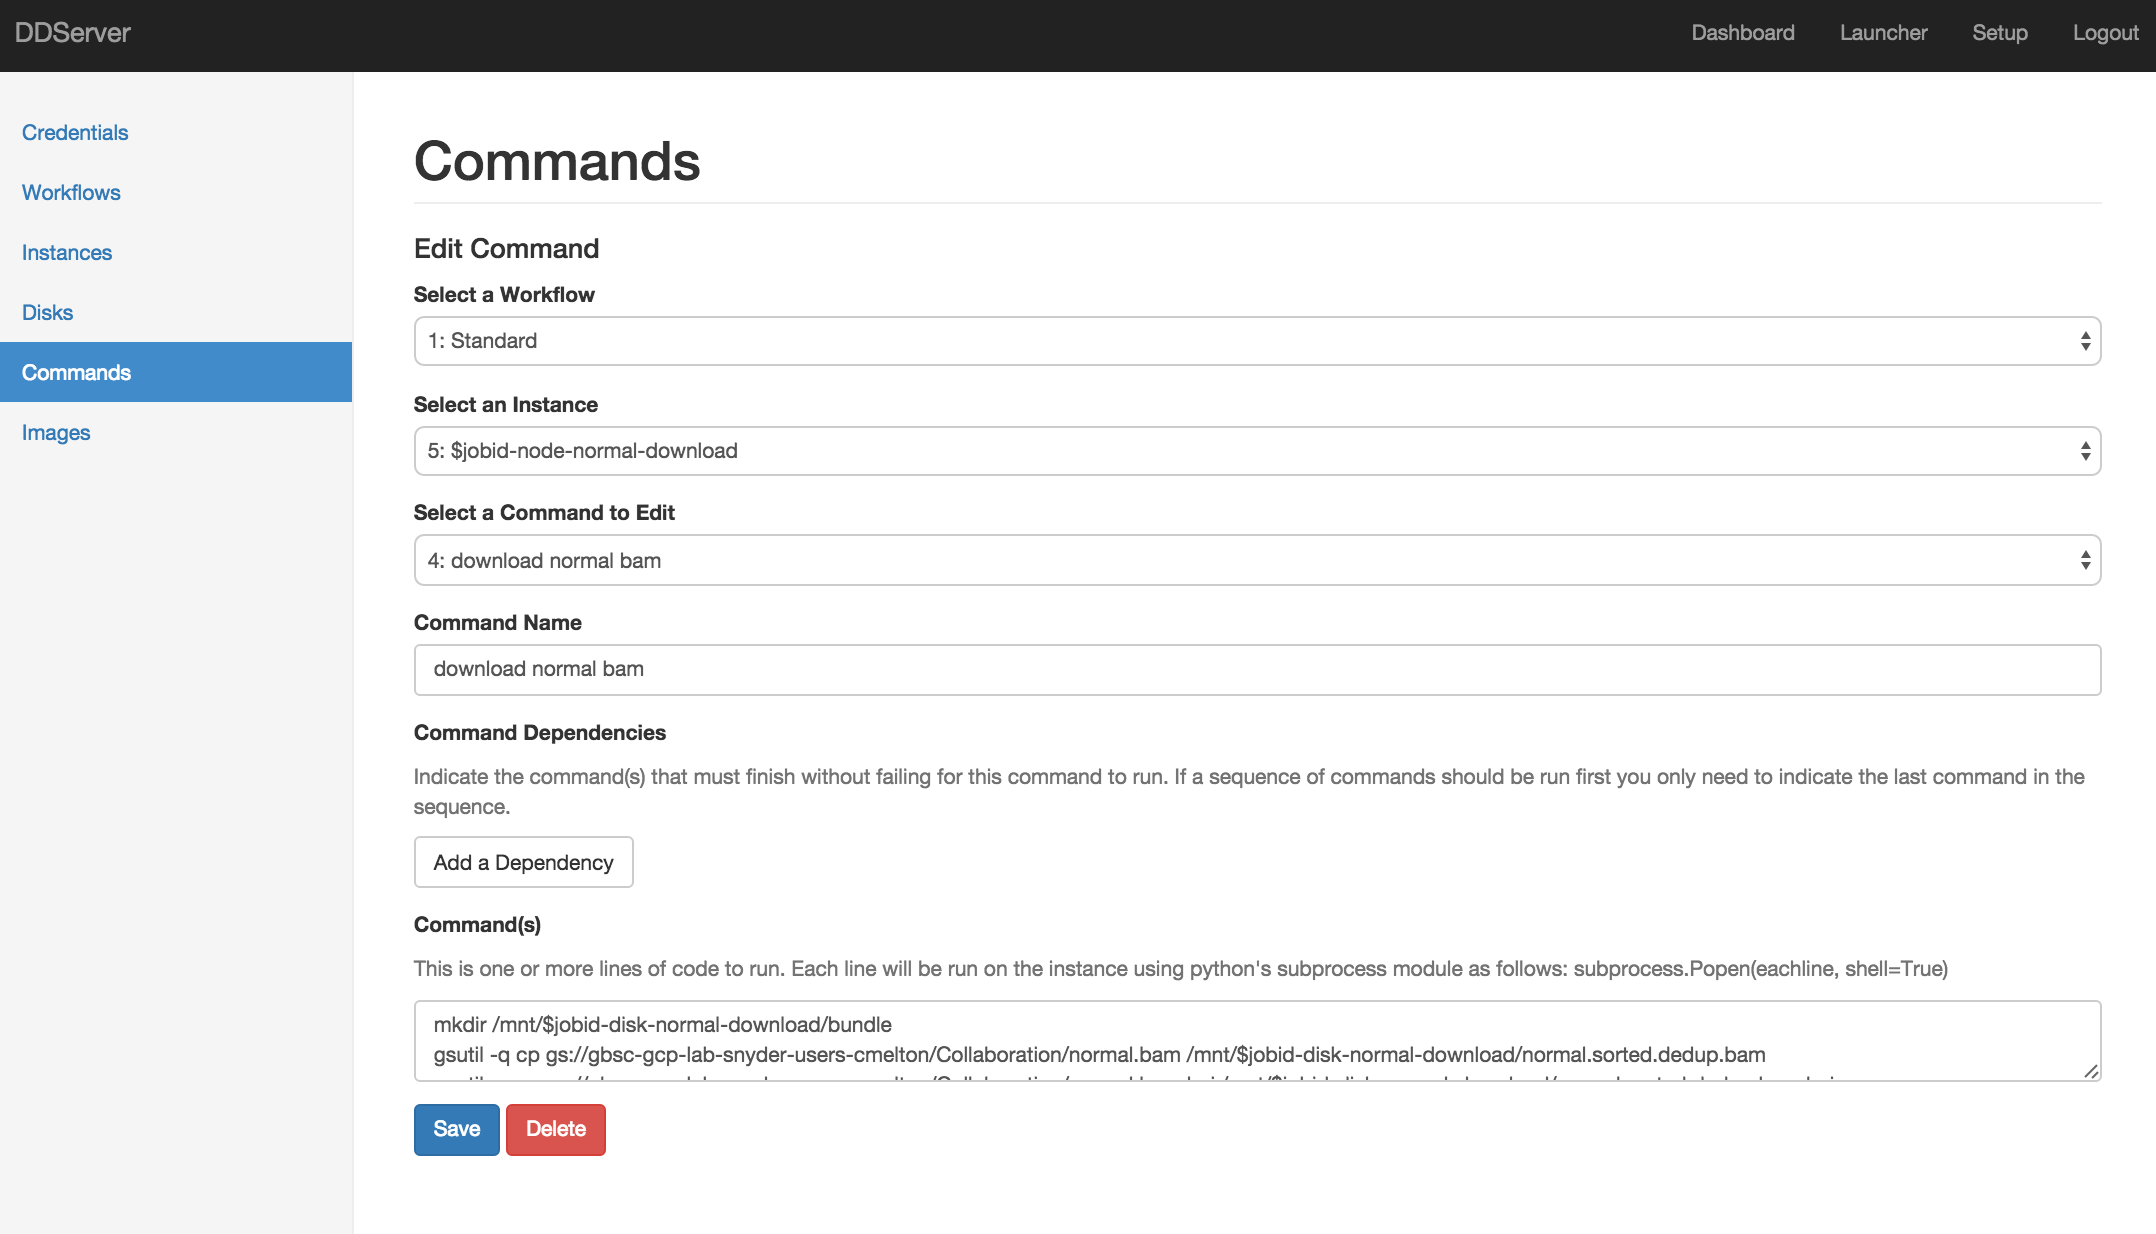 DDServer
Dashboard
Launcher
Setup
Logout
Credentials
Workflows
Instances
Disks
Commands
Images
Commands
Edit Command
Select a Workflow
1: Standard
Select an Instance
5: $jobid-node-normal-download
Select a Command to Edit
4: download normal bam
Command Name
download normal bam
Command Dependencies
Indicate the command(s) that must finish without failing for this command to run. If a sequence of commands should be run first you only need to indicate the last command in the
sequence.
Add a Dependency
Command(s)
This is one or more lines of code to run. Each line will be run on the instance using python's subprocess module as follows: subprocess.Popen(eachline, shell=True)
mkdir /mnt/$jobid-disk-normal-download/bundle
gsutil -q cp gs://gbsc-gcp-lab-snyder-users-cmelton/Collaboration/normal.bam /mnt/$jobid-disk-normal-download/normal.sorted.dedup.bam
Save
Delete